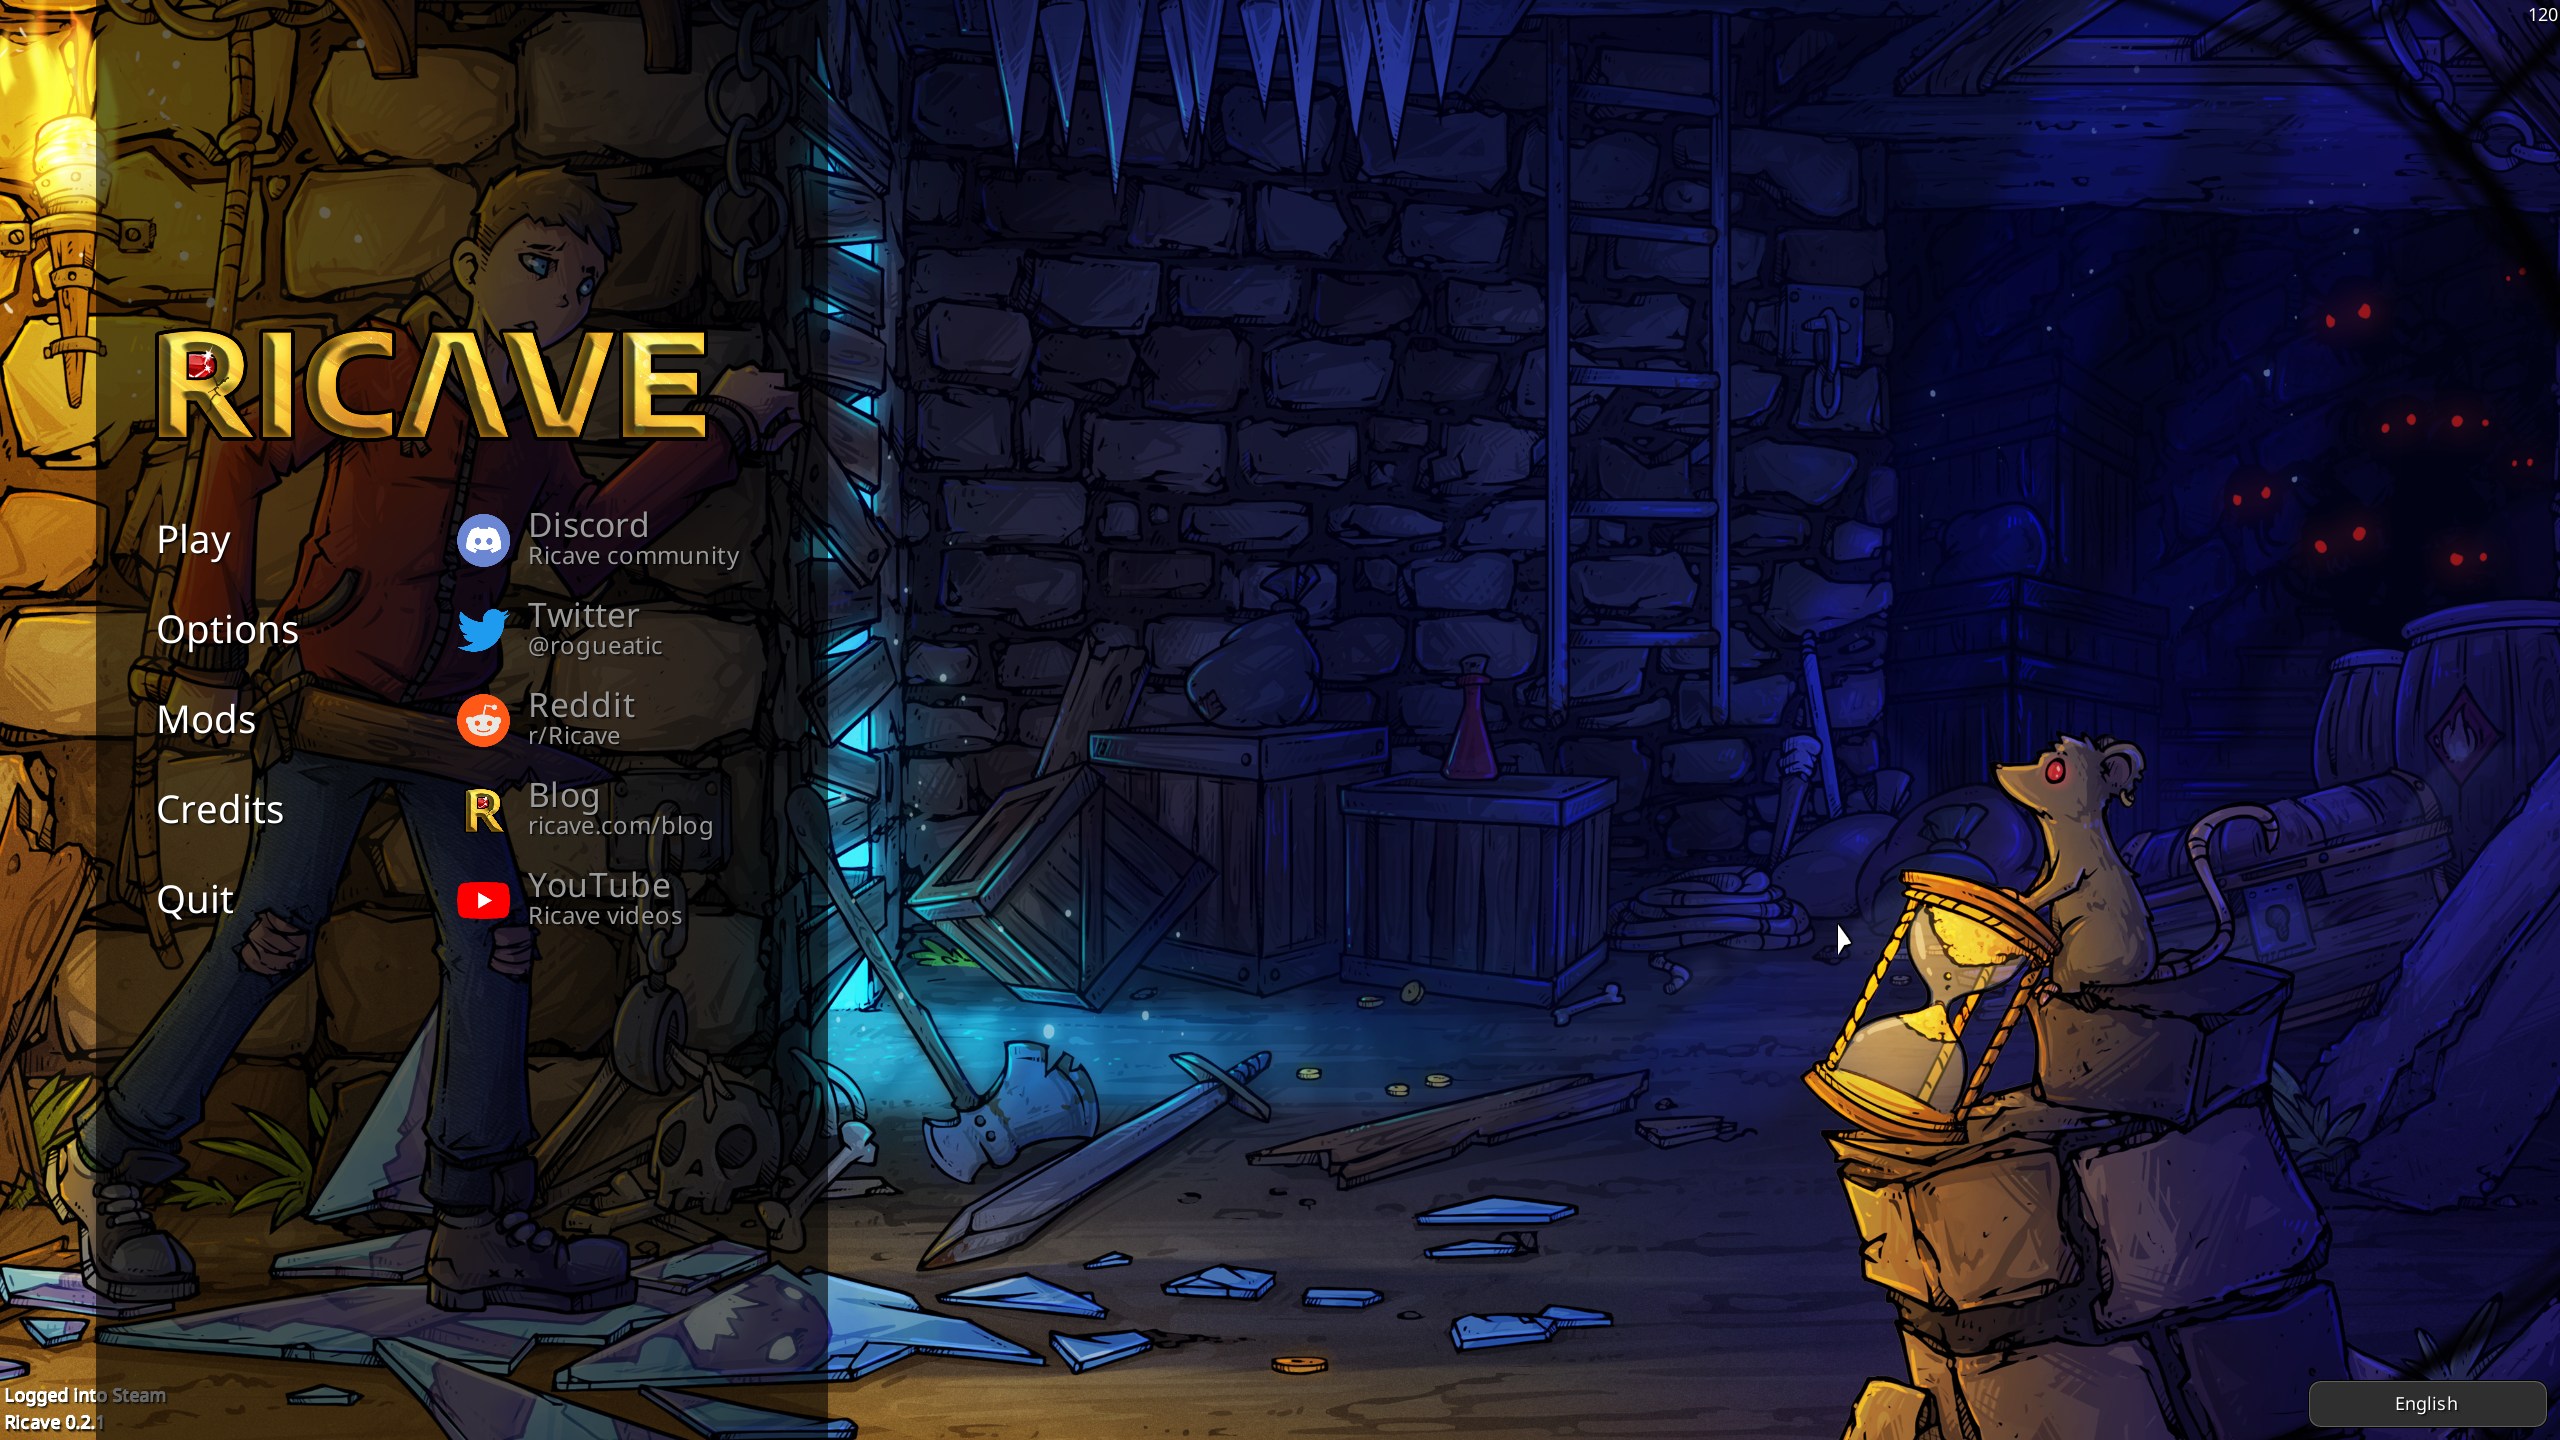 120
RICAVE
Play
Discord
Ricave community
Options
Twitter
@rogueatic
Mods
Reddit
r/Ricave
Credits
Blog
ricave.com/blog
Quit
YouTube
Ricave videos
Logged into Steam
Ricave 0.2.1
English